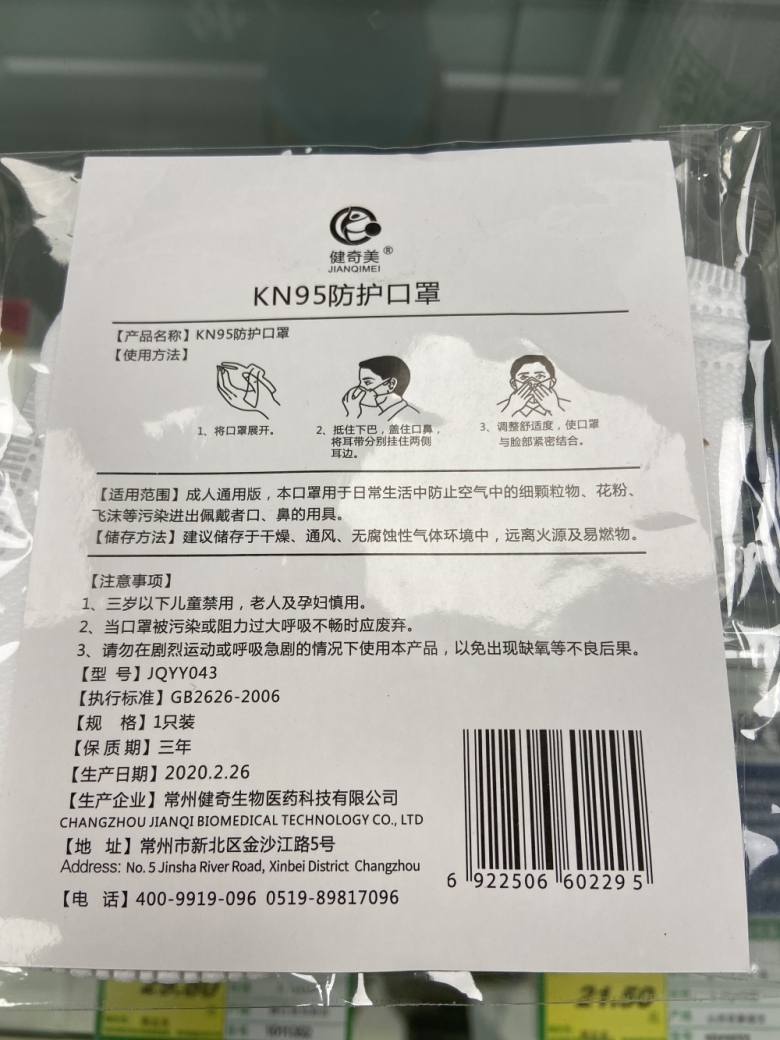 健奇美®
JIANQIMEI
KN95防护口罩
【产品名称】KN95防护口罩
【使用方法】
1、将口罩展开。
2、抵住下巴，盖住口鼻，
将耳带分别挂住两侧
耳边。
3、调整舒适度，使口罩
与脸部紧密结合。
【适用范围】成人通用版，本口罩用于日常生活中防止空气中的细颗粒物、花粉、
飞沫等污染进出佩戴者口、鼻的用具。
【储存方法】建议储存于干燥、通风、无腐蚀性气体环境中，远离火源及易燃物。
【注意事项】
1、三岁以下儿童禁用，老人及孕妇慎用。
2、当口罩被污染或阻力过大呼吸不畅时应废弃。
3、请勿在剧烈运动或呼吸急剧的情况下使用本产品，以免出现缺氧等不良后果。
【型 号】JQYY043
【执行标准】GB2626-2006
【规 格】1只装
【保质期】三年
【生产日期】2020.2.26
【生产企业】常州健奇生物医药科技有限公司
CHANGZHOU JIANQI BIOMEDICAL TECHNOLOGY CO., LTD
【地 址】常州市新北区金沙江路5号
Address: No. 5 Jinsha River Road, Xinbei District Changzhou
【电 话】400-9919-096 0519-89817096
6 922506 602295
21.50